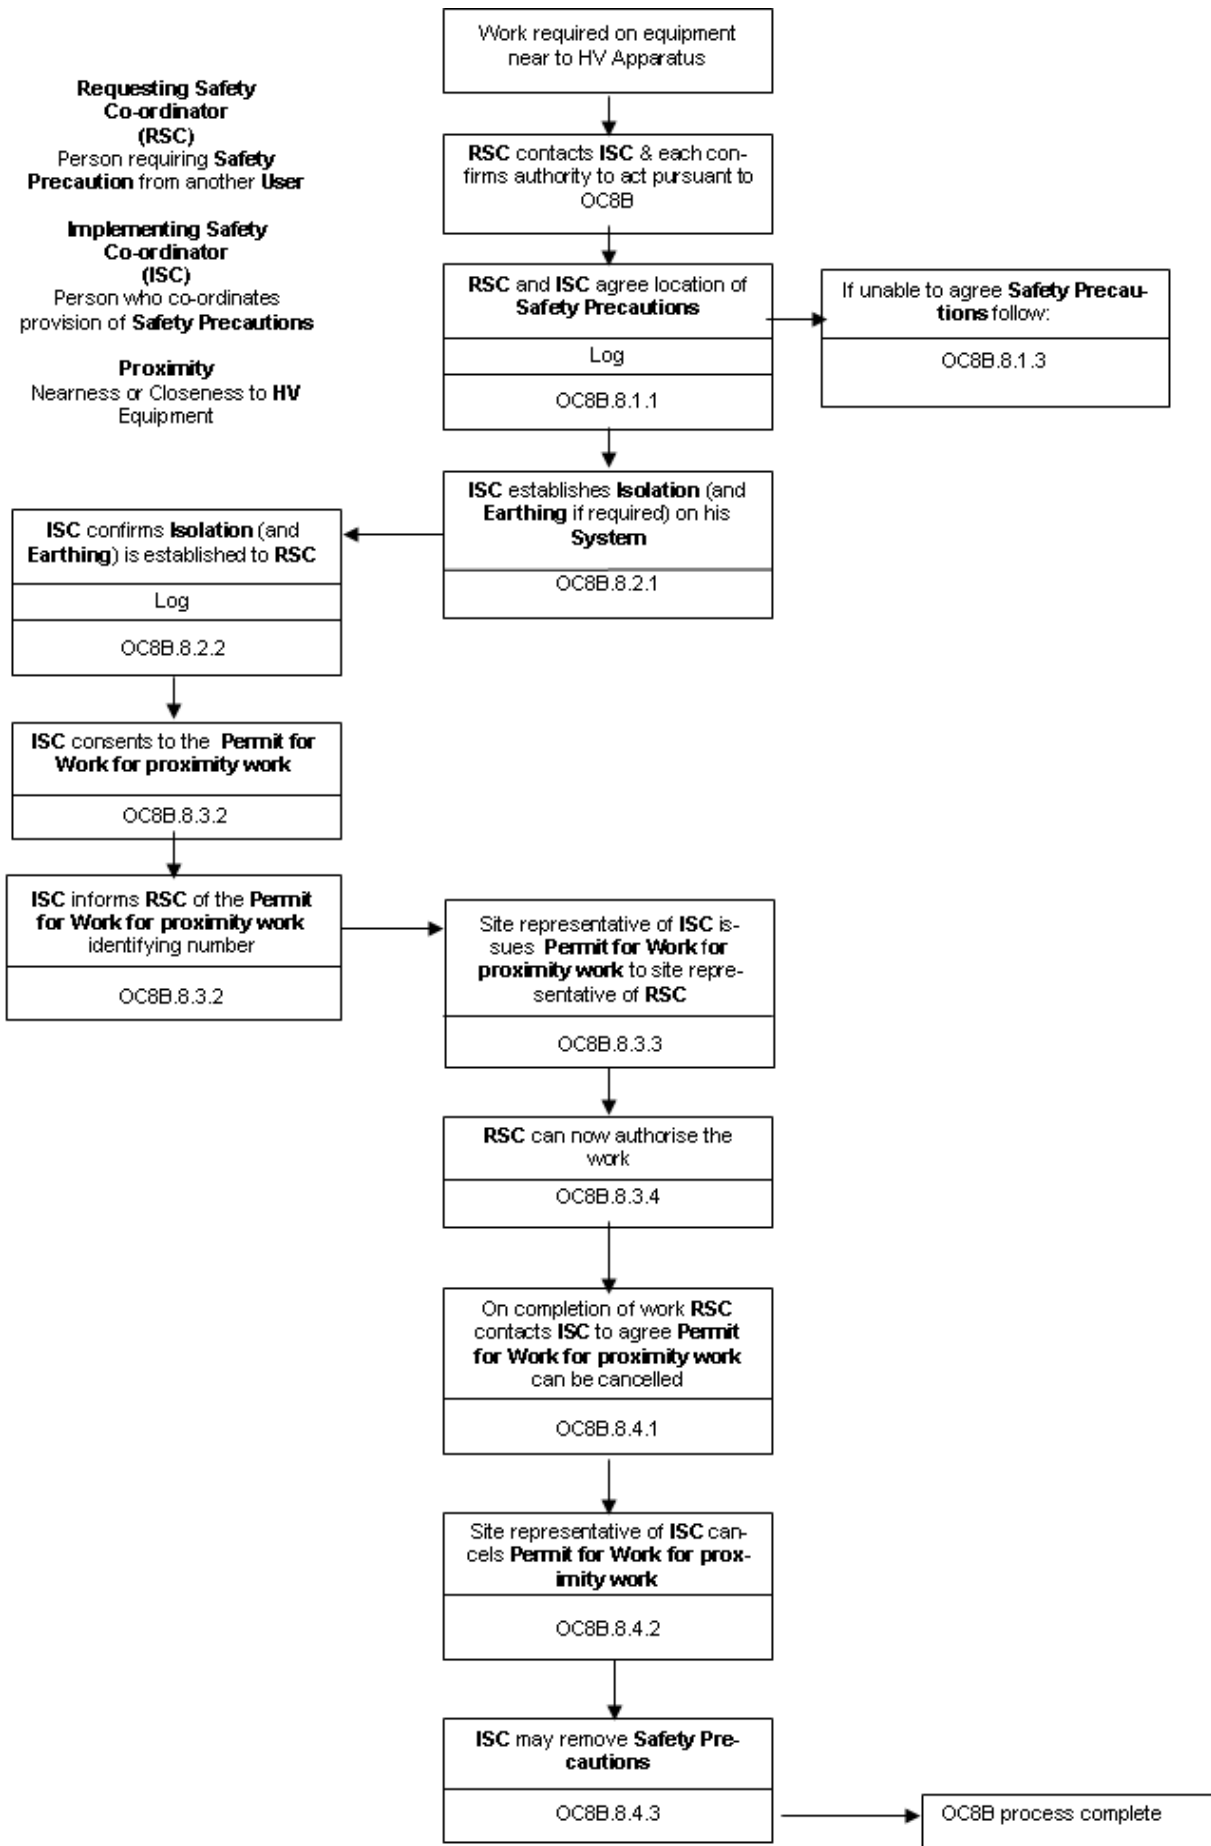 Work required on equipment
near to HV Apparatus
Requesting Safety
Co-ordinator
(RSC)
Person requiring Safety
Precaution from another User
Implementing Safety
Co-ordinator
(ISC)
Person who co-ordinates
provision of Safety Precautions
Proximity
Nearness or Closeness to HV
Equipment
RSC contacts ISC & each con-
firms authority to act pursuant to
OC8B
RSC and ISC agree location of
Safety Precautions
Log
OC8B.8.1.1
If unable to agree Safety Precau-
tions follow:
OC8B.8.1.3
ISC establishes Isolation (and
Earthing if required) on his
System
OC8B.8.2.1
ISC confirms Isolation (and
Earthing) is established to RSC
Log
OC8B.8.2.2
ISC consents to the Permit for
Work for proximity work
OC8B.8.3.2
ISC informs RSC of the Permit
for Work for proximity work
identifying number
OC8B.8.3.2
Site representative of ISC is-
sues Permit for Work for
proximity work to site repre-
sentative of RSC
OC8B.8.3.3
RSC can now authorise the
work
OC8B.8.3.4
On completion of work RSC
contacts ISC to agree Permit
for Work for proximity work
can be cancelled
OC8B.8.4.1
Site representative of ISC can-
cels Permit for Work for prox-
imity work
OC8B.8.4.2
ISC may remove Safety Pre-
cautions
OC8B.8.4.3
OC8B process complete